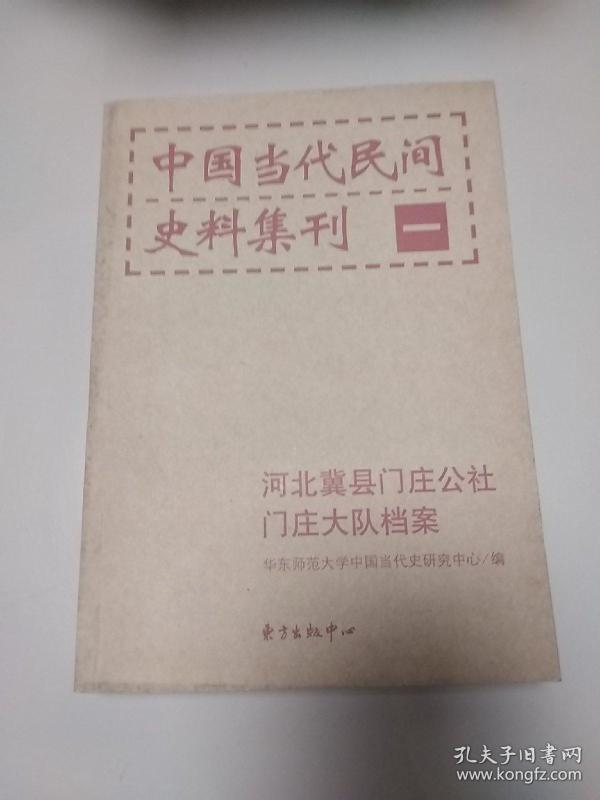 中国当代民间
史料集刊 一
河北冀县门庄公社
门庄大队档案
华东师范大学中国当代史研究中心/编
东方出版中心
孔夫子旧书网
www.kongfz.com